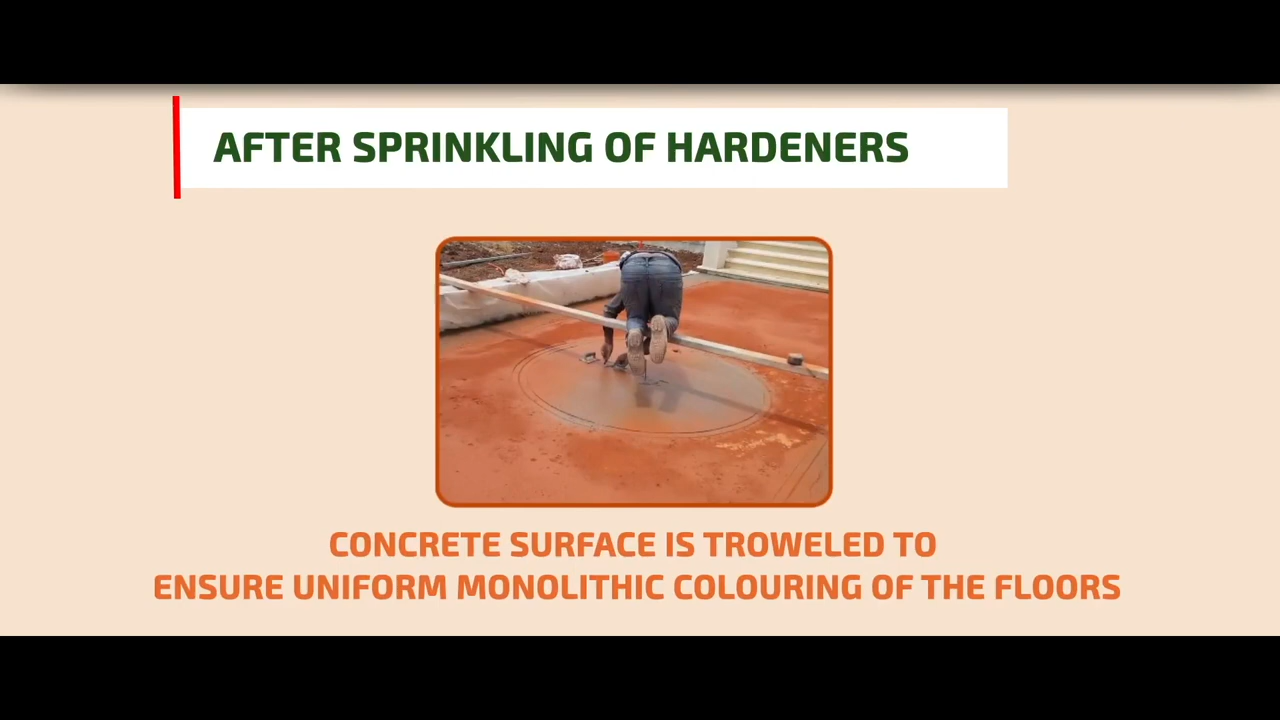 AFTER SPRINKLING OF HARDENERS
CONCRETE SURFACE IS TROWELED TO
ENSURE UNIFORM MONOLITHIC COLOURING OF THE FLOORS